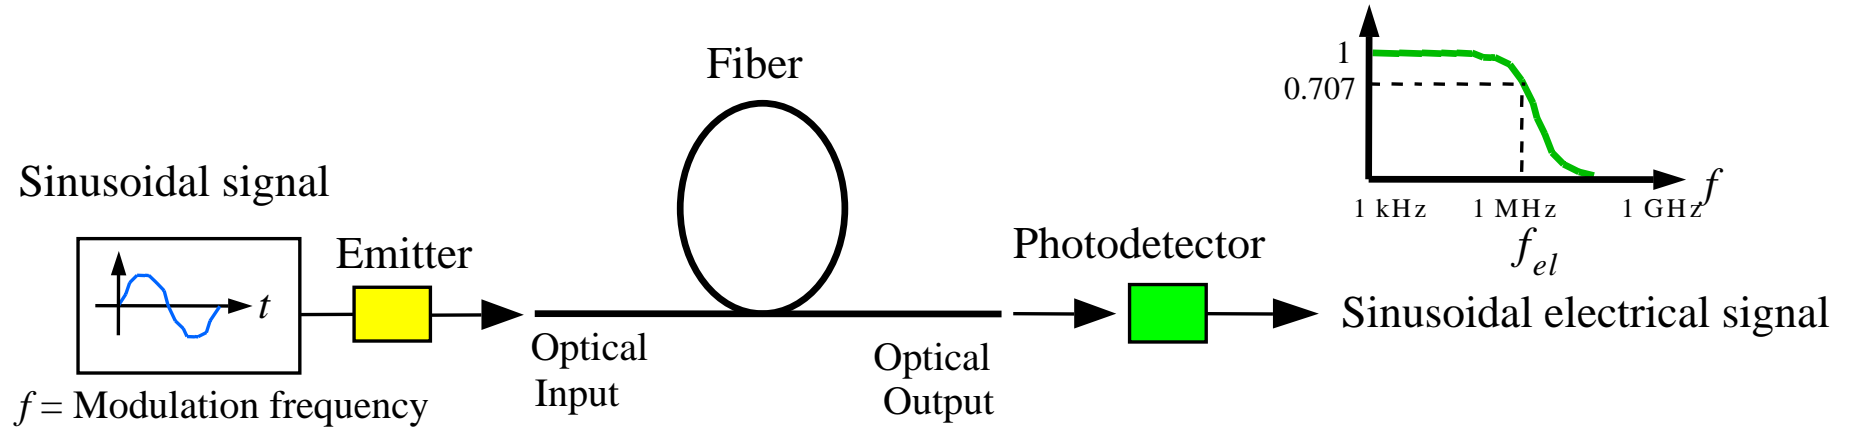 Fiber
1
0.707
f
1 kHz
1 MHz
1 GHz
f el
Sinusoidal signal
t
Emitter
Optical
Input
Optical
Output
Photodetector
Sinusoidal electrical signal
f = Modulation frequency